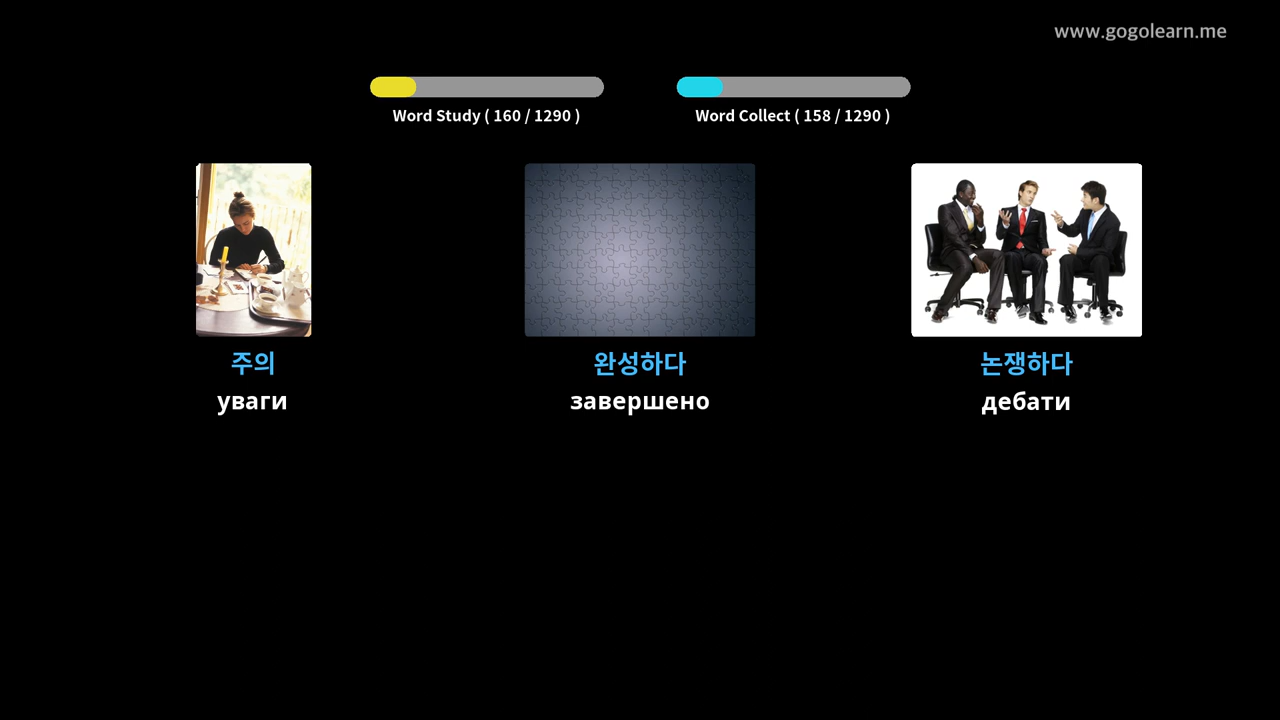 www.gogolearn.me
Word Study ( 160 / 1290 )
Word Collect ( 158 / 1290 )
주의
уваги
완성하다
завершено
논쟁하다
дебати